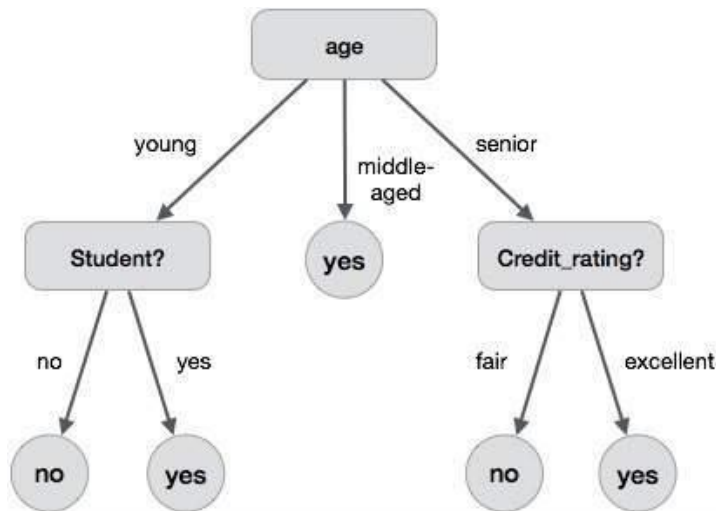 age
young
middle-
aged
senior
Student?
yes
Credit_rating?
no
yes
fair
excellent
no
yes
no
yes